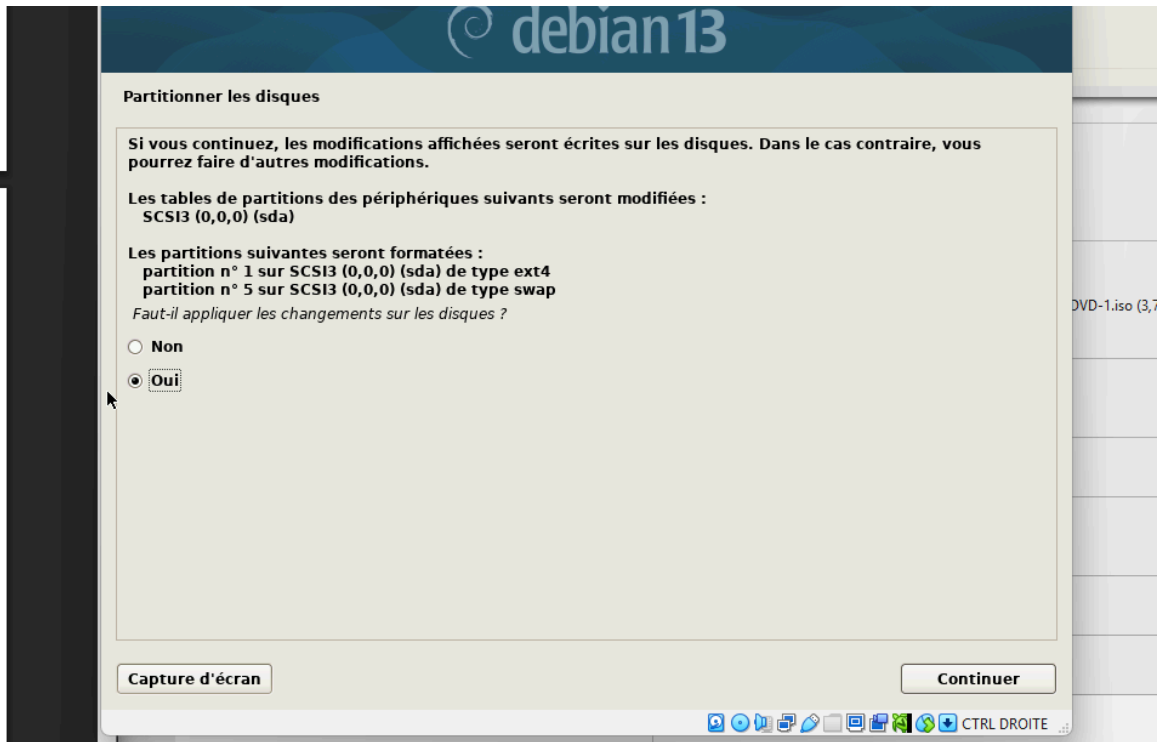 debian 13
Partitionner les disques
Si vous continuez, les modifications affichées seront écrites sur les disques. Dans le cas contraire, vous
pourrez faire d'autres modifications.
Les tables de partitions des périphériques suivants seront modifiées :
SCSI3 (0,0,0) (sda)
Les partitions suivantes seront formatées :
partition n° 1 sur SCSI3 (0,0,0) (sda) de type ext4
partition n° 5 sur SCSI3 (0,0,0) (sda) de type swap
Faut-il appliquer les changements sur les disques ?
Non
Oui
DVD-1.iso (3,7
Capture d'écran
Continuer
CTRL DROITE